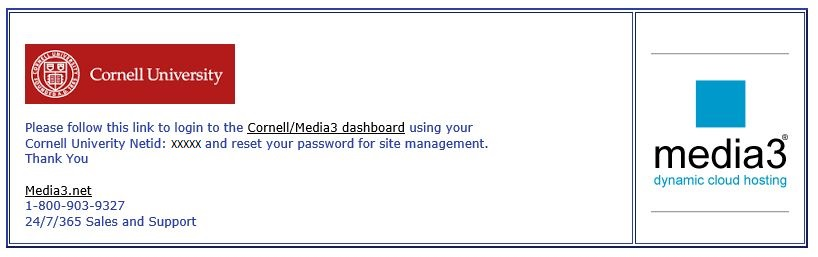 Cornell University
Please follow this link to login to the Cornell/Media3 dashboard using your
Cornell Univerity Netid: XXXXX and reset your password for site management.
Thank You
Media3.net
1-800-903-9327
24/7/365 Sales and Support
media3®
dynamic cloud hosting